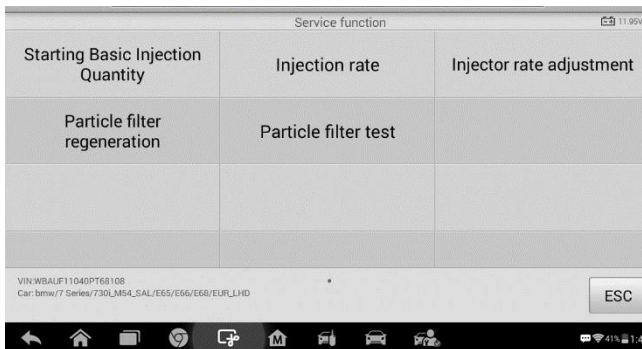 Service function
11.95V
Starting Basic Injection
Quantity
Injection rate
Injector rate adjustment
Particle filter
regeneration
Particle filter test
VIN:WBAUF11040PT68108
Car: bmw/7 Series/730i_M54_SAL/E65/E66/E68/EUR_LHD
ESC
M
41%